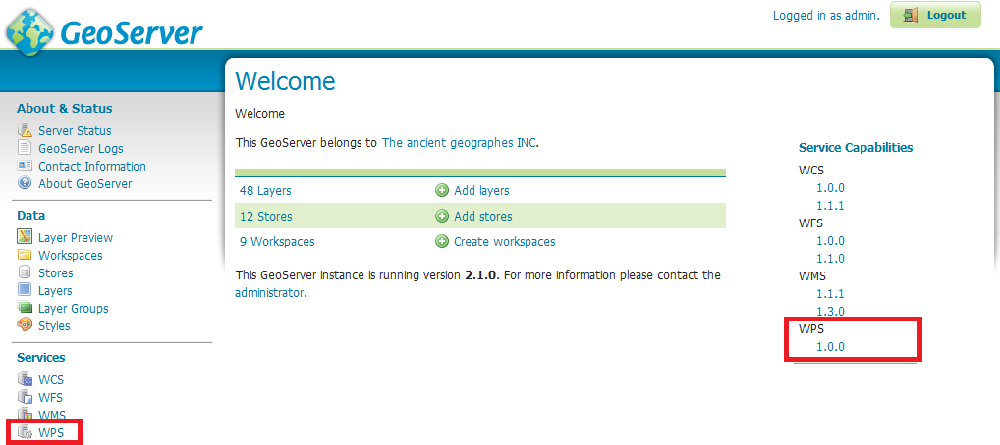 GeoServer
Logged in as admin.
Logout
About & Status
Server Status
GeoServer Logs
Contact Information
About GeoServer
Data
Layer Preview
Workspaces
Stores
Layers
Layer Groups
Styles
Services
WCS
WFS
WMS
WPS
Welcome
Welcome
This GeoServer belongs to The ancient geographes INC.
48 Layers Add layers
12 Stores Add stores
9 Workspaces Create workspaces
This GeoServer instance is running version 2.1.0. For more information please contact the
administrator.
Service Capabilities
WCS
1.0.0
1.1.1
WFS
1.0.0
1.1.0
WMS
1.1.1
1.3.0
WPS
1.0.0